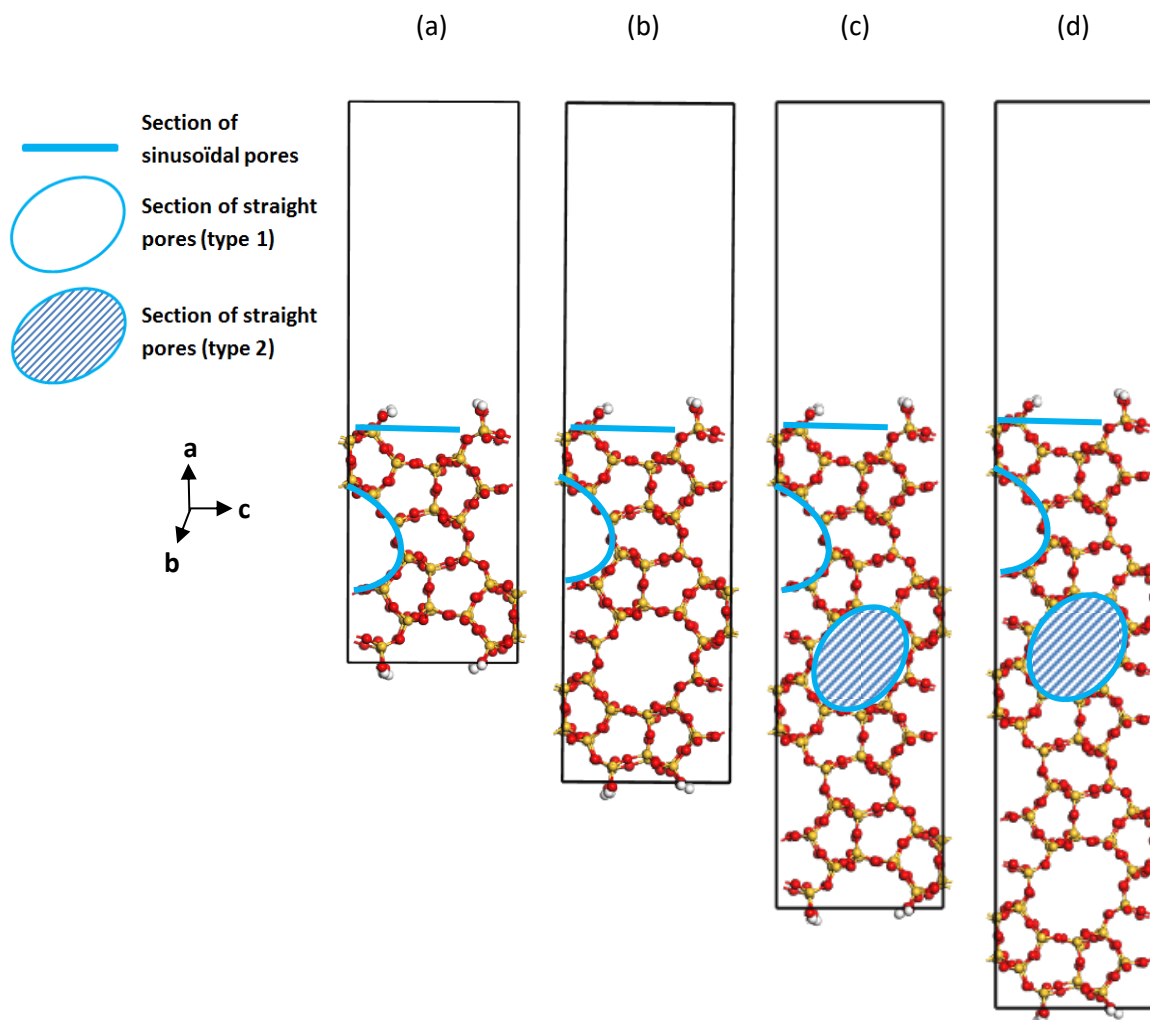 (a) (b) (c) (d)
Section of
sinusoïdal pores
Section of straight
pores (type 1)
Section of straight
pores (type 2)
a
c
b